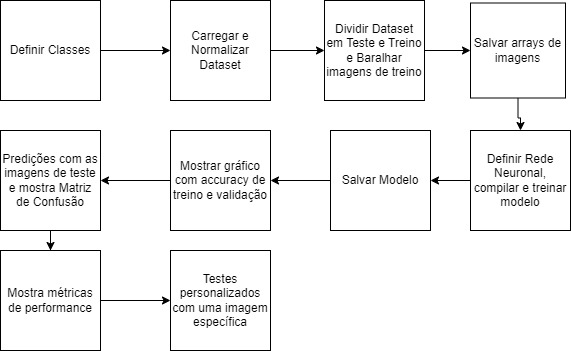 Definir Classes
Carregar e
Normalizar
Dataset
Dividir Dataset
em Teste e Treino
e Baralhar
imagens de treino
Salvar arrays de
imagens
Definir Rede
Neuronal,
compilar e treinar
modelo
Salvar Modelo
Mostrar gráfico
com accuracy de
treino e validação
Predições com as
imagens de teste
e mostra Matriz
de Confusão
Mostra métricas
de performance
Testes
personalizados
com uma imagem
específica